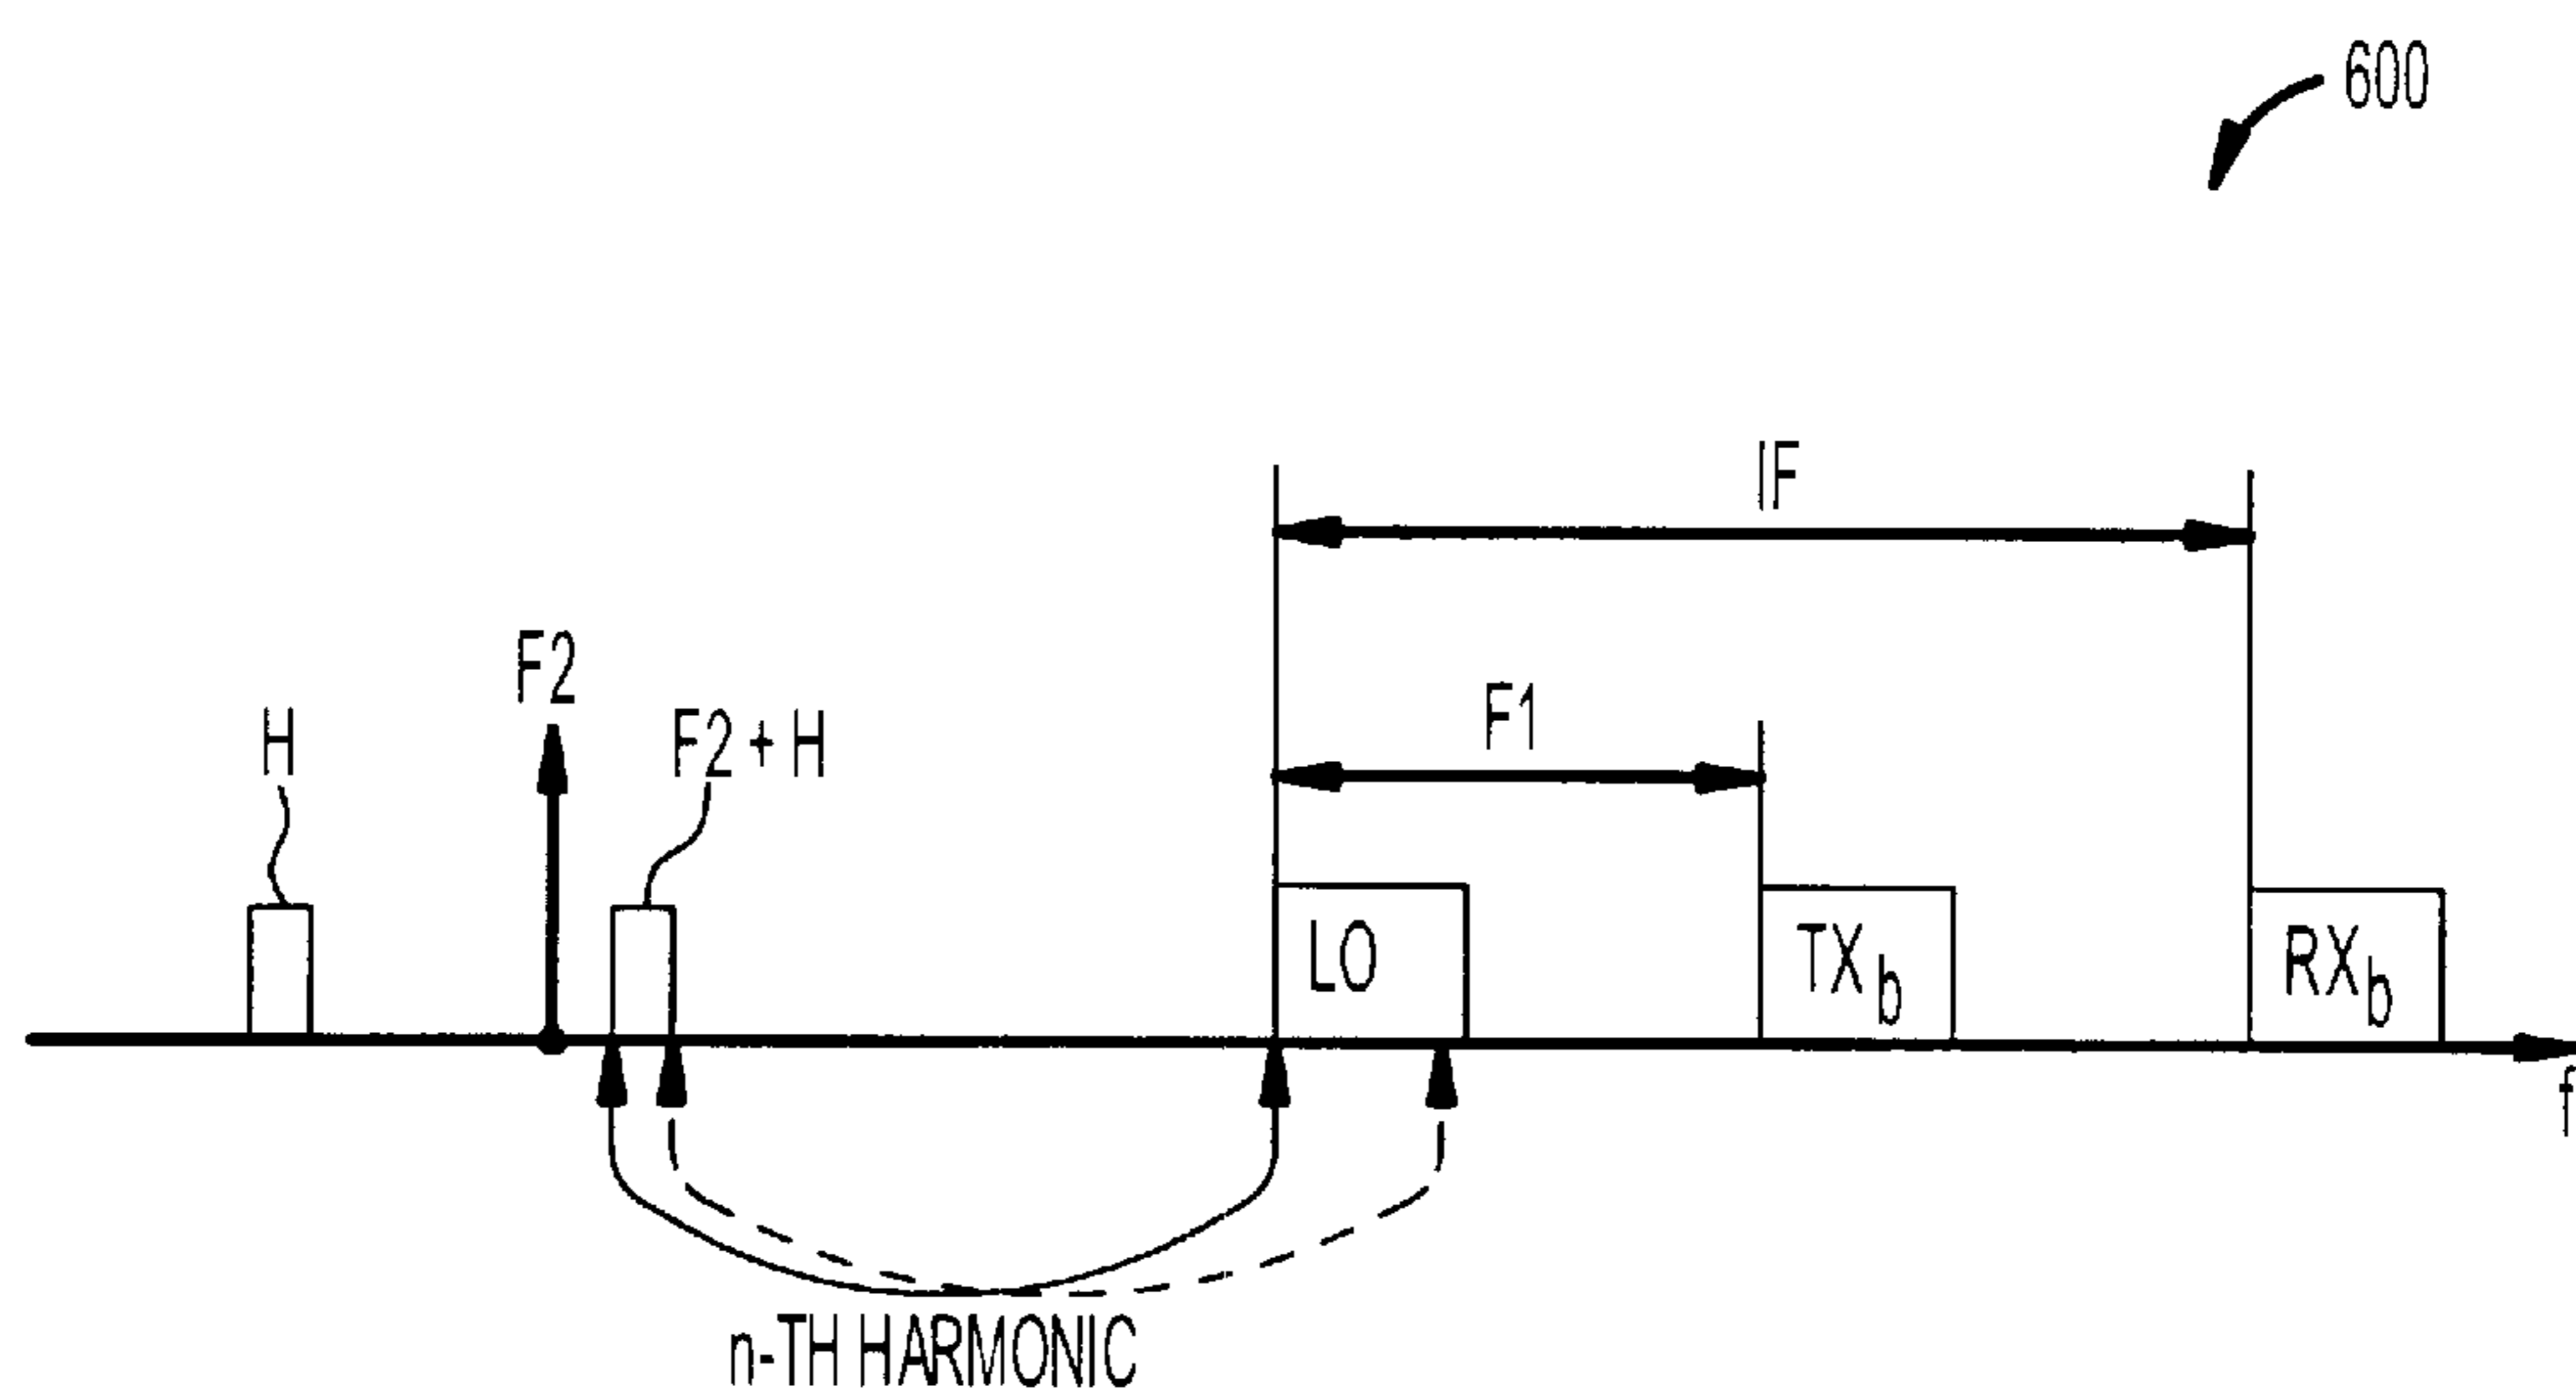 600
IF
F2
F1
H
F2 + H
LO
TXb
RXb
f
n-TH HARMONIC